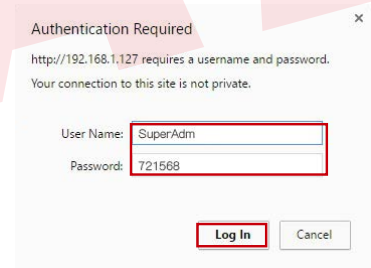 Authentication Required
×
http://192.168.1.127 requires a username and password.
Your connection to this site is not private.
User Name: SuperAdm
Password: 721568
Log In Cancel